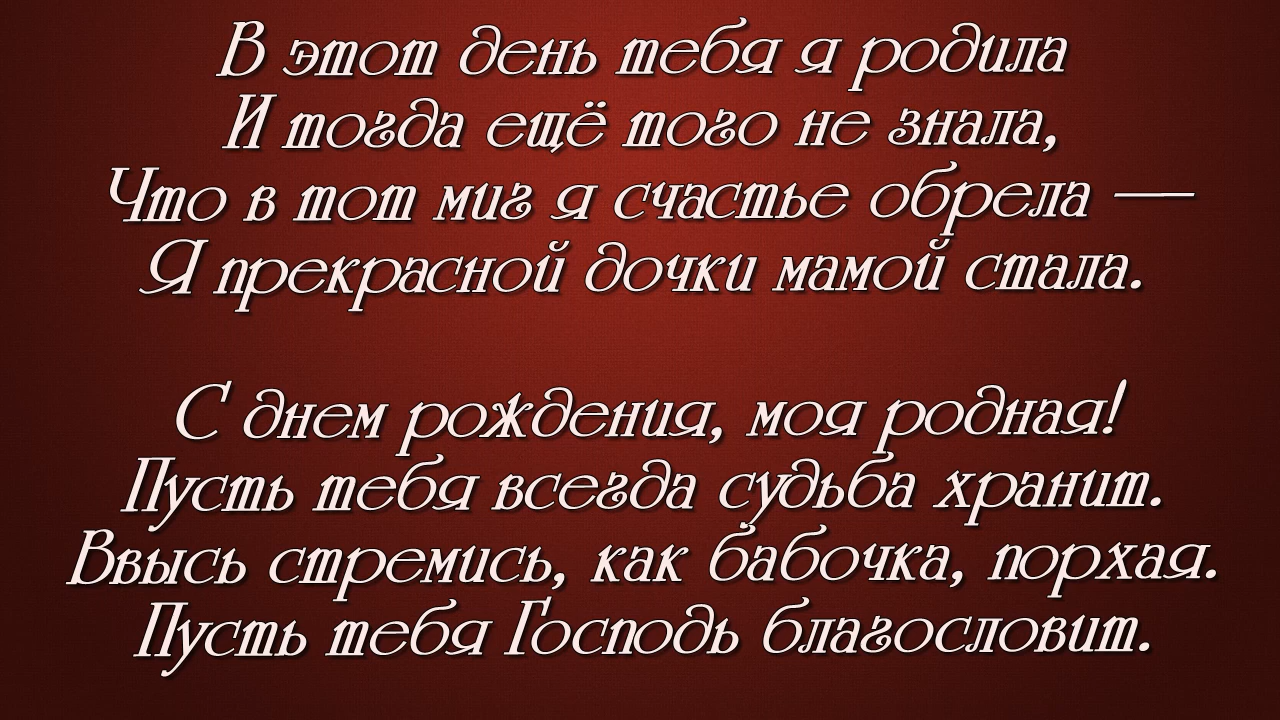 В этот день тебя я родила
И тогда ещё того не знала,
Что в тот миг я счастье обрела —
Я прекрасной дочки мамой стала.
С днем рождения, моя родная!
Пусть тебя всегда судьба хранит.
Ввысь стремись, как бабочка, порхая.
Пусть тебя Господь благословит.